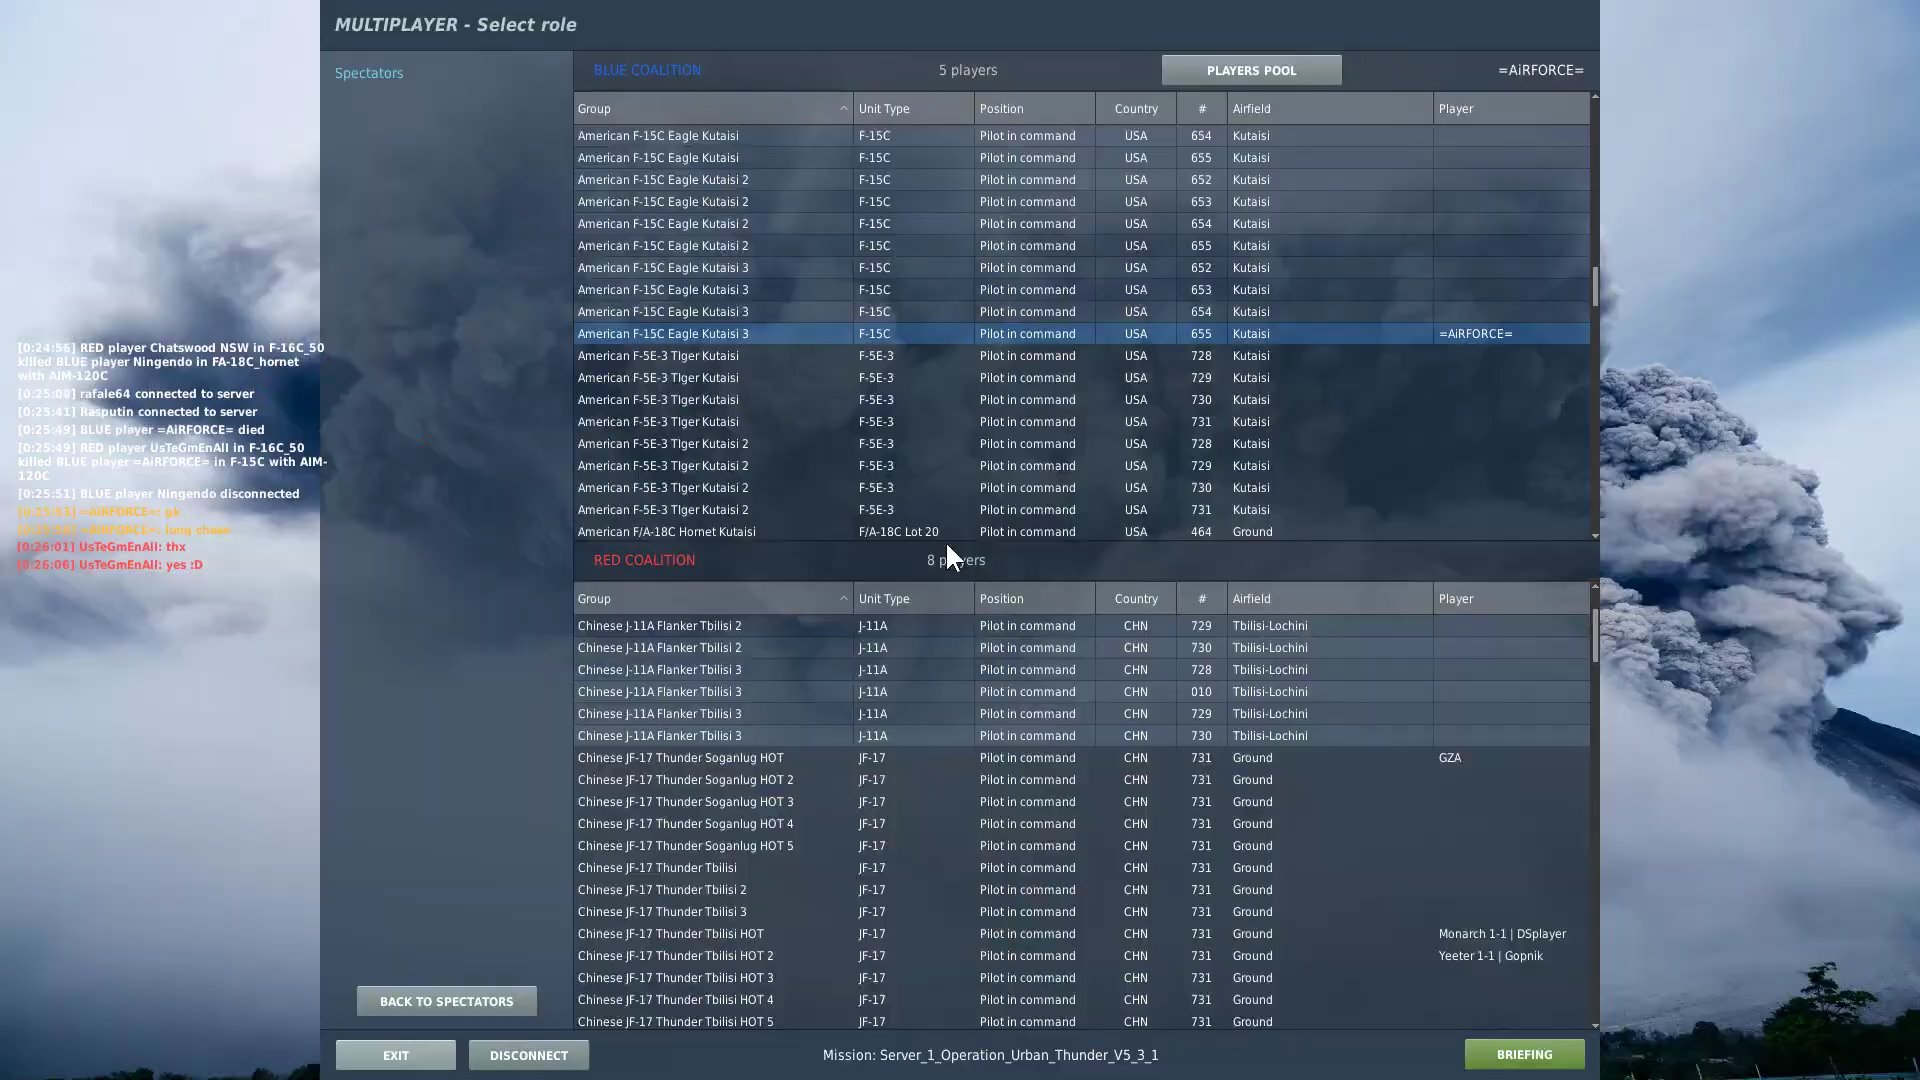 MULTIPLAYER - Select role
Spectators
BLUE COALITION 5 players PLAYERS POOL =AiRFORCE=
Group Unit Type Position Country # Airfield Player
American F-15C Eagle Kutaisi F-15C Pilot in command USA 654 Kutaisi
American F-15C Eagle Kutaisi F-15C Pilot in command USA 655 Kutaisi
American F-15C Eagle Kutaisi 2 F-15C Pilot in command USA 652 Kutaisi
American F-15C Eagle Kutaisi 2 F-15C Pilot in command USA 653 Kutaisi
American F-15C Eagle Kutaisi 2 F-15C Pilot in command USA 654 Kutaisi
American F-15C Eagle Kutaisi 2 F-15C Pilot in command USA 655 Kutaisi
American F-15C Eagle Kutaisi 3 F-15C Pilot in command USA 652 Kutaisi
American F-15C Eagle Kutaisi 3 F-15C Pilot in command USA 653 Kutaisi
American F-15C Eagle Kutaisi 3 F-15C Pilot in command USA 654 Kutaisi
American F-15C Eagle Kutaisi 3 F-15C Pilot in command USA 655 Kutaisi =AiRFORCE=
American F-5E-3 TIger Kutaisi F-5E-3 Pilot in command USA 728 Kutaisi
American F-5E-3 TIger Kutaisi F-5E-3 Pilot in command USA 729 Kutaisi
American F-5E-3 TIger Kutaisi F-5E-3 Pilot in command USA 730 Kutaisi
American F-5E-3 TIger Kutaisi F-5E-3 Pilot in command USA 731 Kutaisi
American F-5E-3 TIger Kutaisi 2 F-5E-3 Pilot in command USA 728 Kutaisi
American F-5E-3 TIger Kutaisi 2 F-5E-3 Pilot in command USA 729 Kutaisi
American F-5E-3 TIger Kutaisi 2 F-5E-3 Pilot in command USA 730 Kutaisi
American F-5E-3 TIger Kutaisi 2 F-5E-3 Pilot in command USA 731 Kutaisi
American F/A-18C Hornet Kutaisi F/A-18C Lot 20 Pilot in command USA 464 Ground
[0:24:56] RED player Chatswood NSW in F-16C_50
killed BLUE player Ningendo in FA-18C_hornet
with AIM-120C
[0:25:00] rafale64 connected to server
[0:25:41] Rasputin connected to server
[0:25:49] BLUE player =AiRFORCE= died
[0:25:49] RED player UsTeGmEnAll in F-16C_50
killed BLUE player =AiRFORCE= in F-15C with AIM-
120C
[0:25:51] BLUE player Ningendo disconnected
[0:25:53] =AiRFORCE=: gk
=AiRFORCE=: long chase
[0:26:01] UsTeGmEnAll: thx
[0:26:06] UsTeGmEnAll: yes :D
RED COALITION 8
Group Unit Type Position Country # Airfield Player
Chinese J-11A Flanker Tbilisi 2 J-11A Pilot in command CHN 729 Tbilisi-Lochini
Chinese J-11A Flanker Tbilisi 2 J-11A Pilot in command CHN 730 Tbilisi-Lochini
Chinese J-11A Flanker Tbilisi 3 J-11A Pilot in command CHN 728 Tbilisi-Lochini
Chinese J-11A Flanker Tbilisi 3 J-11A Pilot in command CHN 010 Tbilisi-Lochini
Chinese J-11A Flanker Tbilisi 3 J-11A Pilot in command CHN 729 Tbilisi-Lochini
Chinese J-11A Flanker Tbilisi 3 J-11A Pilot in command CHN 730 Tbilisi-Lochini
Chinese JF-17 Thunder Soganlug HOT JF-17 Pilot in command CHN 731 Ground GZA
Chinese JF-17 Thunder Soganlug HOT 2 JF-17 Pilot in command CHN 731 Ground
Chinese JF-17 Thunder Soganlug HOT 3 JF-17 Pilot in command CHN 731 Ground
Chinese JF-17 Thunder Soganlug HOT 4 JF-17 Pilot in command CHN 731 Ground
Chinese JF-17 Thunder Soganlug HOT 5 JF-17 Pilot in command CHN 731 Ground
Chinese JF-17 Thunder Tbilisi JF-17 Pilot in command CHN 731 Ground
Chinese JF-17 Thunder Tbilisi 2 JF-17 Pilot in command CHN 731 Ground
Chinese JF-17 Thunder Tbilisi 3 JF-17 Pilot in command CHN 731 Ground
Chinese JF-17 Thunder Tbilisi HOT JF-17 Pilot in command CHN 731 Ground Monarch 1-1 | DSplayer
Chinese JF-17 Thunder Tbilisi HOT 2 JF-17 Pilot in command CHN 731 Ground Yeeter 1-1 | Gopnik
Chinese JF-17 Thunder Tbilisi HOT 3 JF-17 Pilot in command CHN 731 Ground
Chinese JF-17 Thunder Tbilisi HOT 4 JF-17 Pilot in command CHN 731 Ground
Chinese JF-17 Thunder Tbilisi HOT 5 JF-17 Pilot in command CHN 731 Ground
BACK TO SPECTATORS
EXIT DISCONNECT Mission: Server_1_Operation_Urban_Thunder_V5_3_1 BRIEFING